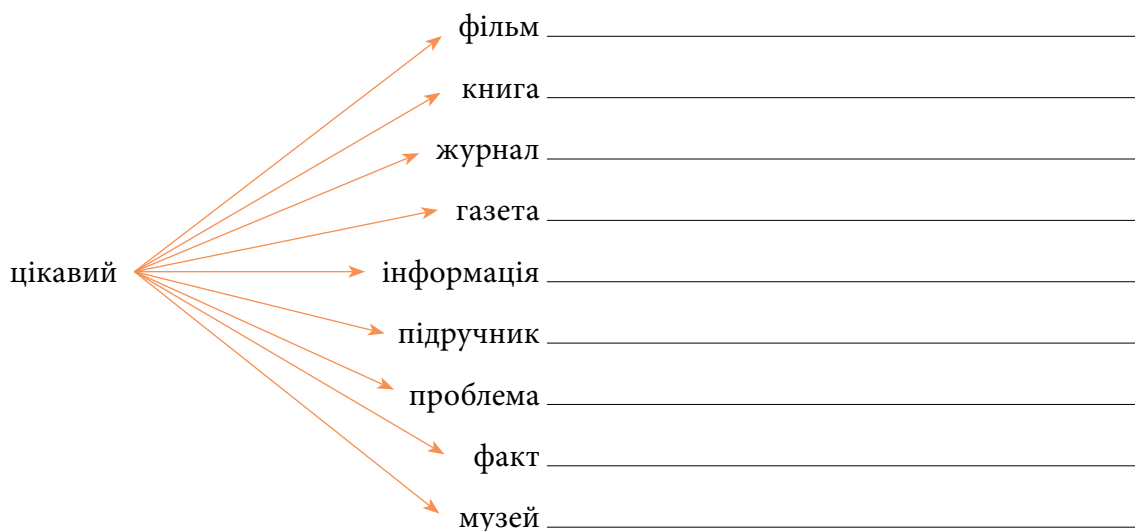 фільм
книга
журнал
газета
цікавий
інформація
підручник
проблема
факт
музей